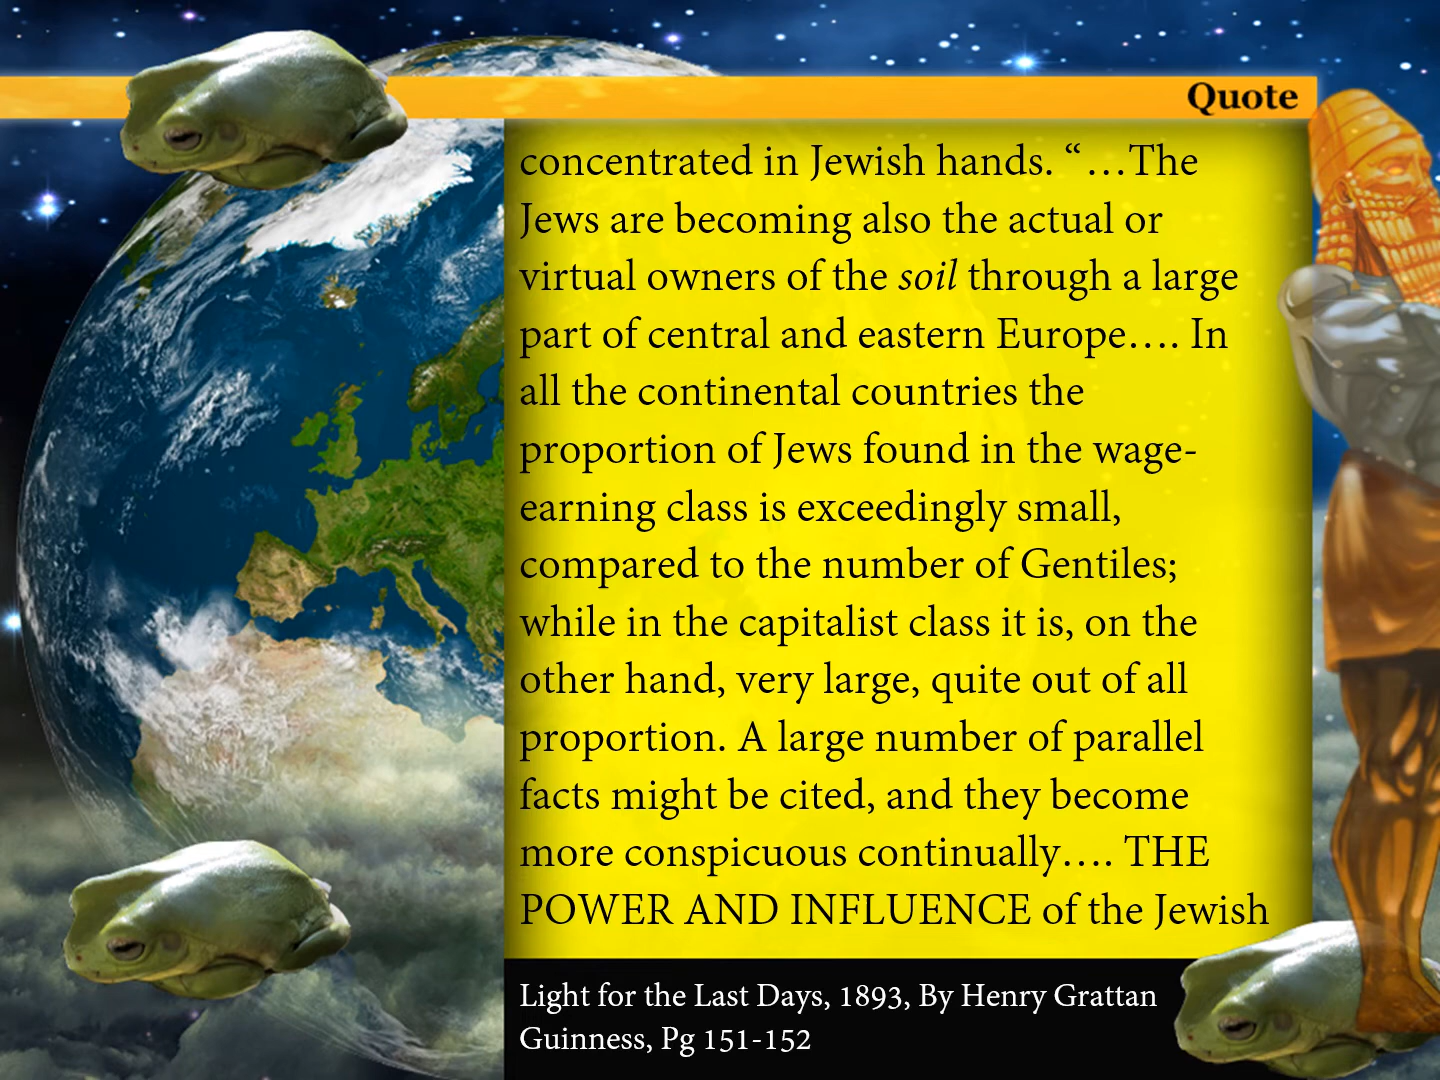 Quote
concentrated in Jewish hands. “…The
Jews are becoming also the actual or
virtual owners of the soil through a large
part of central and eastern Europe…. In
all the continental countries the
proportion of Jews found in the wage-
earning class is exceedingly small,
compared to the number of Gentiles;
while in the capitalist class it is, on the
other hand, very large, quite out of all
proportion. A large number of parallel
facts might be cited, and they become
more conspicuous continually…. THE
POWER AND INFLUENCE of the Jewish
Light for the Last Days, 1893, By Henry Grattan
Guinness, Pg 151-152